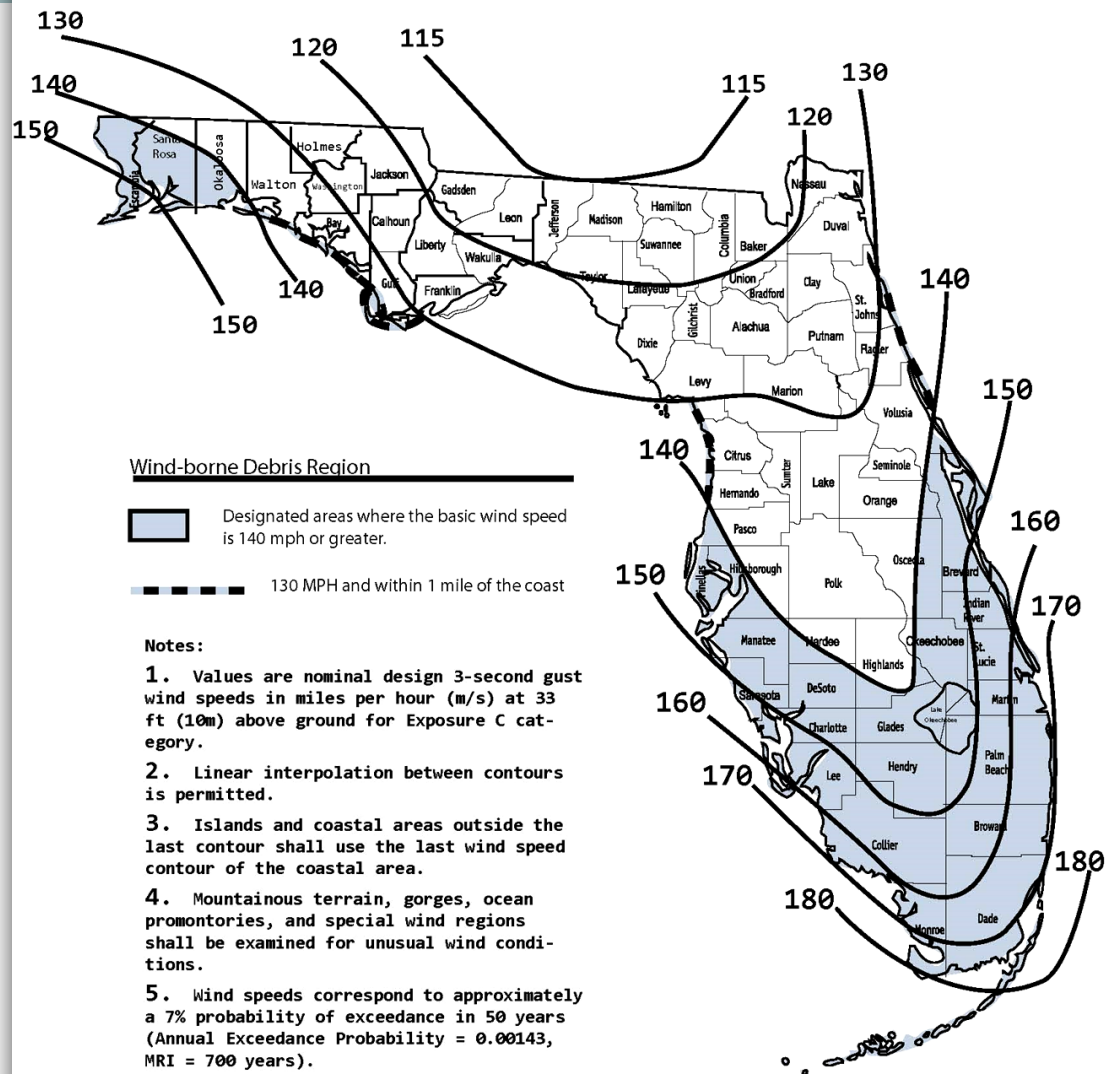 130
120
115
115
130
140
120
150
Santa
Rosa
Okaloosa
Escambia
Holmes
Washington
Walton
Jackson
Bay
Calhoun
Gulf
Liberty
Gadsden
Leon
Wakulla
Franklin
Jefferson
Madison
Hamilton
Suwannee
Taylor
Lafayette
Columbia
Baker
Nassau
Duval
Union
Bradford
Clay
St.
Johns
Dixie
Gilchrist
Alachua
Putnam
Flagler
Levy
Marion
Volusia
140
150
140
150
140
Citrus
Sumter
Lake
Seminole
Orange
Hernando
Pasco
Pinellas
Hillsborough
Polk
Osceola
Brevard
Indian
River
160
150
170
Manatee
Hardee
Highlands
Okeechobee
St.
Lucie
Sarasota
DeSoto
Martin
160
Charlotte
Glades
Lake
Okeechobee
Lee
Hendry
Palm
Beach
170
Collier
Broward
180
180
Monroe
Dade
Wind-borne Debris Region
Designated areas where the basic wind speed
is 140 mph or greater.
130 MPH and within 1 mile of the coast
Notes:
1. Values are nominal design 3-second gust
wind speeds in miles per hour (m/s) at 33
ft (10m) above ground for Exposure C cat-
egory.
2. Linear interpolation between contours
is permitted.
3. Islands and coastal areas outside the
last contour shall use the last wind speed
contour of the coastal area.
4. Mountainous terrain, gorges, ocean
promontories, and special wind regions
shall be examined for unusual wind condi-
tions.
5. Wind speeds correspond to approximately
a 7% probability of exceedance in 50 years
(Annual Exceedance Probability = 0.00143,
MRI = 700 years).